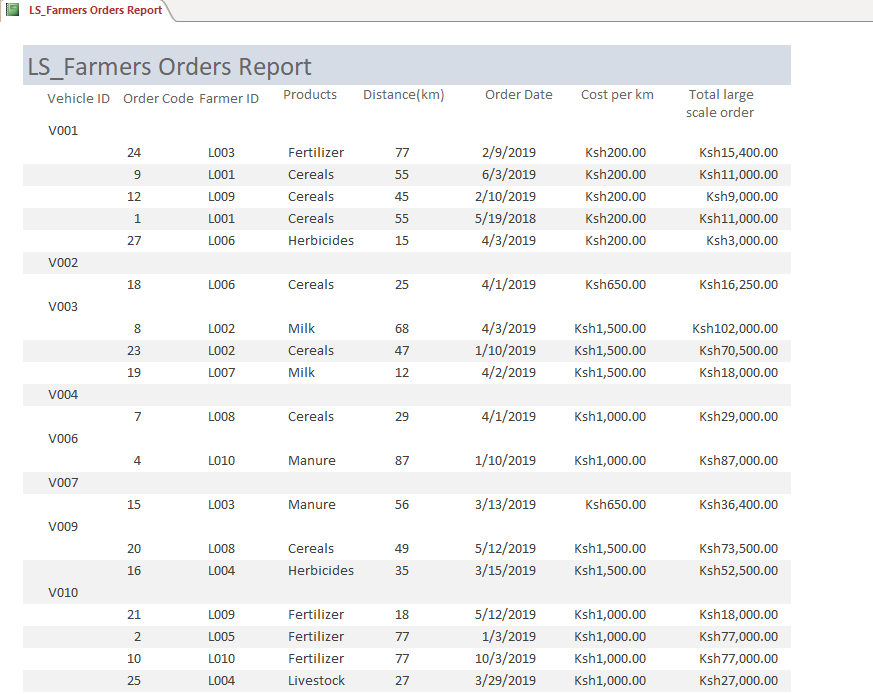 LS_Farmers Orders Report
LS_Farmers Orders Report
Vehicle ID Order Code Farmer ID Products Distance(km) Order Date Cost per km Total large scale order
V001
24 L003 Fertilizer 77 2/9/2019 Ksh200.00 Ksh15,400.00
9 L001 Cereals 55 6/3/2019 Ksh200.00 Ksh11,000.00
12 L009 Cereals 45 2/10/2019 Ksh200.00 Ksh9,000.00
1 L001 Cereals 55 5/19/2018 Ksh200.00 Ksh11,000.00
27 L006 Herbicides 15 4/3/2019 Ksh200.00 Ksh3,000.00
V002
18 L006 Cereals 25 4/1/2019 Ksh650.00 Ksh16,250.00
V003
8 L002 Milk 68 4/3/2019 Ksh1,500.00 Ksh102,000.00
23 L002 Cereals 47 1/10/2019 Ksh1,500.00 Ksh70,500.00
19 L007 Milk 12 4/2/2019 Ksh1,500.00 Ksh18,000.00
V004
7 L008 Cereals 29 4/1/2019 Ksh1,000.00 Ksh29,000.00
V006
4 L010 Manure 87 1/10/2019 Ksh1,000.00 Ksh87,000.00
V007
15 L003 Manure 56 3/13/2019 Ksh650.00 Ksh36,400.00
V009
20 L008 Cereals 49 5/12/2019 Ksh1,500.00 Ksh73,500.00
16 L004 Herbicides 35 3/15/2019 Ksh1,500.00 Ksh52,500.00
V010
21 L009 Fertilizer 18 5/12/2019 Ksh1,000.00 Ksh18,000.00
2 L005 Fertilizer 77 1/3/2019 Ksh1,000.00 Ksh77,000.00
10 L010 Fertilizer 77 10/3/2019 Ksh1,000.00 Ksh77,000.00
25 L004 Livestock 27 3/29/2019 Ksh1,000.00 Ksh27,000.00